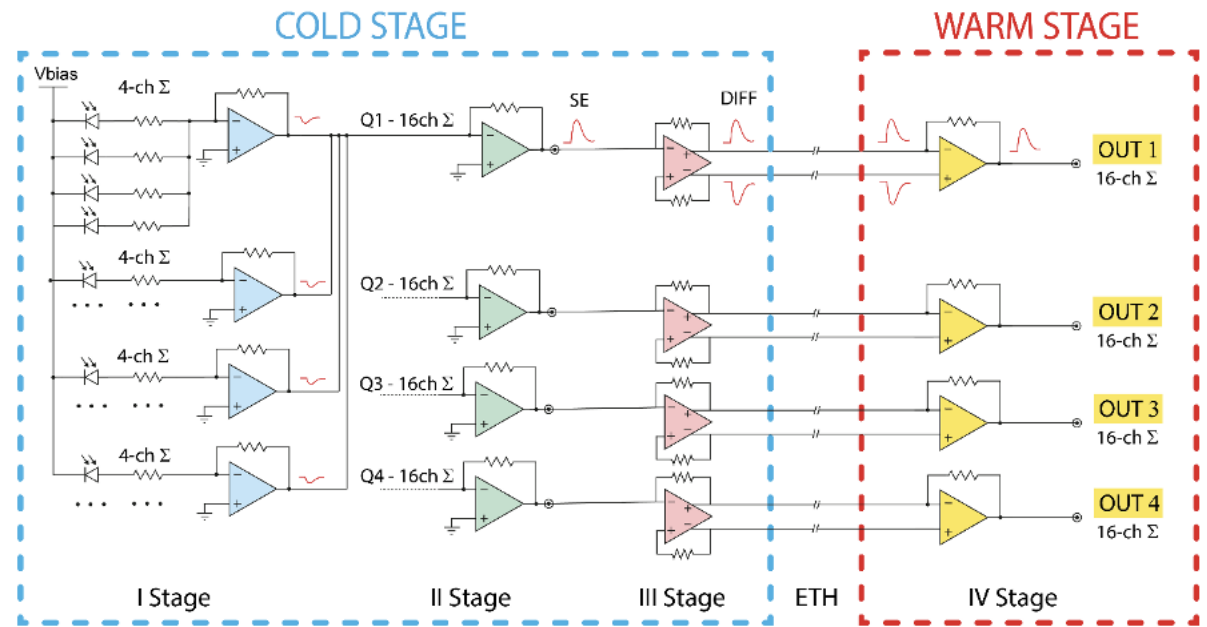 COLD STAGE
WARM STAGE
Vbias
4-ch Σ
Q1 - 16ch Σ
SE
DIFF
OUT 1
16-ch Σ
4-ch Σ
Q2 - 16ch Σ
OUT 2
16-ch Σ
4-ch Σ
Q3 - 16ch Σ
OUT 3
16-ch Σ
4-ch Σ
Q4 - 16ch Σ
OUT 4
16-ch Σ
I Stage
II Stage
III Stage
ETH
IV Stage